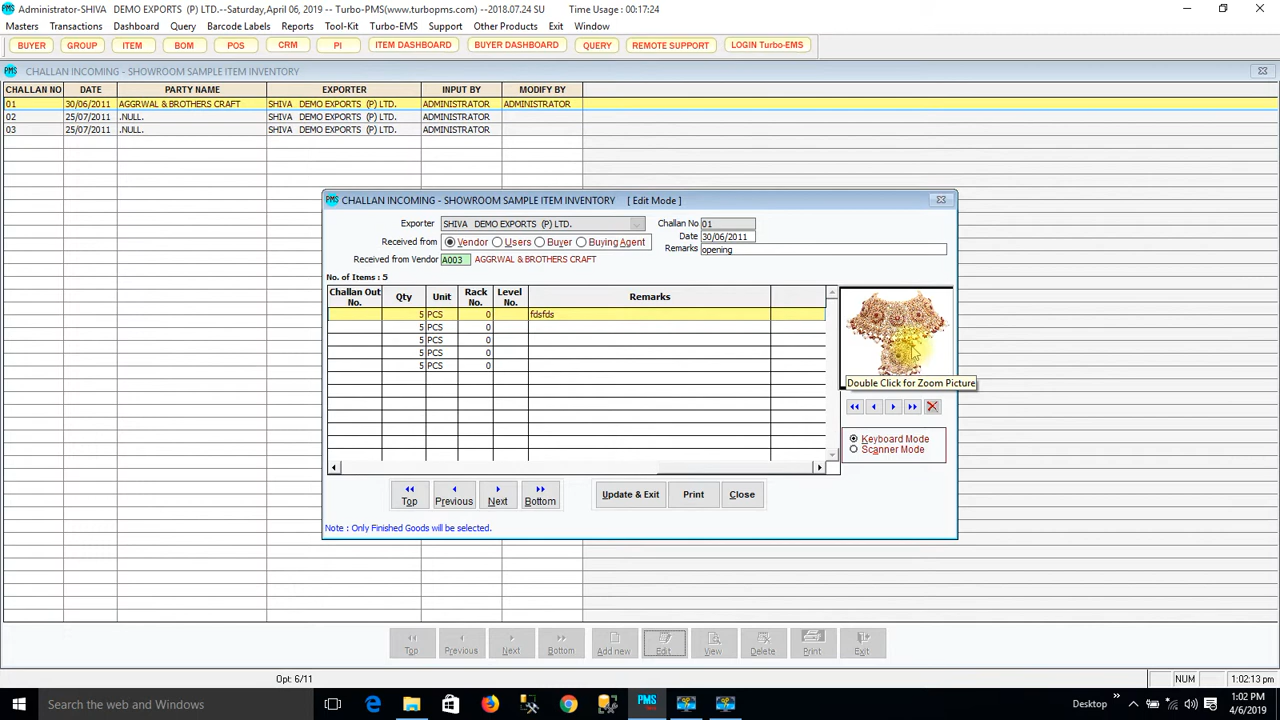 Administrator-SHIVA DEMO EXPORTS (P) LTD.--Saturday,April 06, 2019 - Turbo-PMS(www.turbopms.com) --2018.07.24 SU Time Usage : 00:17:24
Masters Transactions Dashboard Query Barcode Labels Reports Tool-Kit Turbo-EMS Support Other Products Exit Window
BUYER GROUP ITEM BOM POS CRM PI ITEM DASHBOARD BUYER DASHBOARD QUERY REMOTE SUPPORT LOGIN Turbo-EMS
PMS CHALLAN INCOMING - SHOWROOM SAMPLE ITEM INVENTORY
CHALLAN NO DATE PARTY NAME EXPORTER INPUT BY MODIFY BY
01 30/06/2011 AGGRWAL & BROTHERS CRAFT SHIVA DEMO EXPORTS (P) LTD. ADMINISTRATOR ADMINISTRATOR
02 25/07/2011 .NULL. SHIVA DEMO EXPORTS (P) LTD. ADMINISTRATOR
03 25/07/2011 .NULL. SHIVA DEMO EXPORTS (P) LTD. ADMINISTRATOR
PMS CHALLAN INCOMING - SHOWROOM SAMPLE ITEM INVENTORY [ Edit Mode ]
Exporter SHIVA DEMO EXPORTS (P) LTD. Challan No 01
Date 30/06/2011
Received from Vendor Users Buyer Buying Agent Remarks opening
Received from Vendor A003 AGGRWAL & BROTHERS CRAFT
No. of Items : 5
Challan Out No. Qty Unit Rack No. Level No. Remarks
5 PCS 0 fdsfds
5 PCS 0
5 PCS 0
5 PCS 0
5 PCS 0
Double Click for Zoom Picture
Keyboard Mode
Scanner Mode
Top Previous Next Bottom Update & Exit Print Close
Note : Only Finished Goods will be selected.
Top Previous Next Bottom Add new Edit View Delete Print Exit
Opt: 6/11 NUM 1:02:13 pm
Search the web and Windows PMS Desktop 1:02 PM
4/6/2019